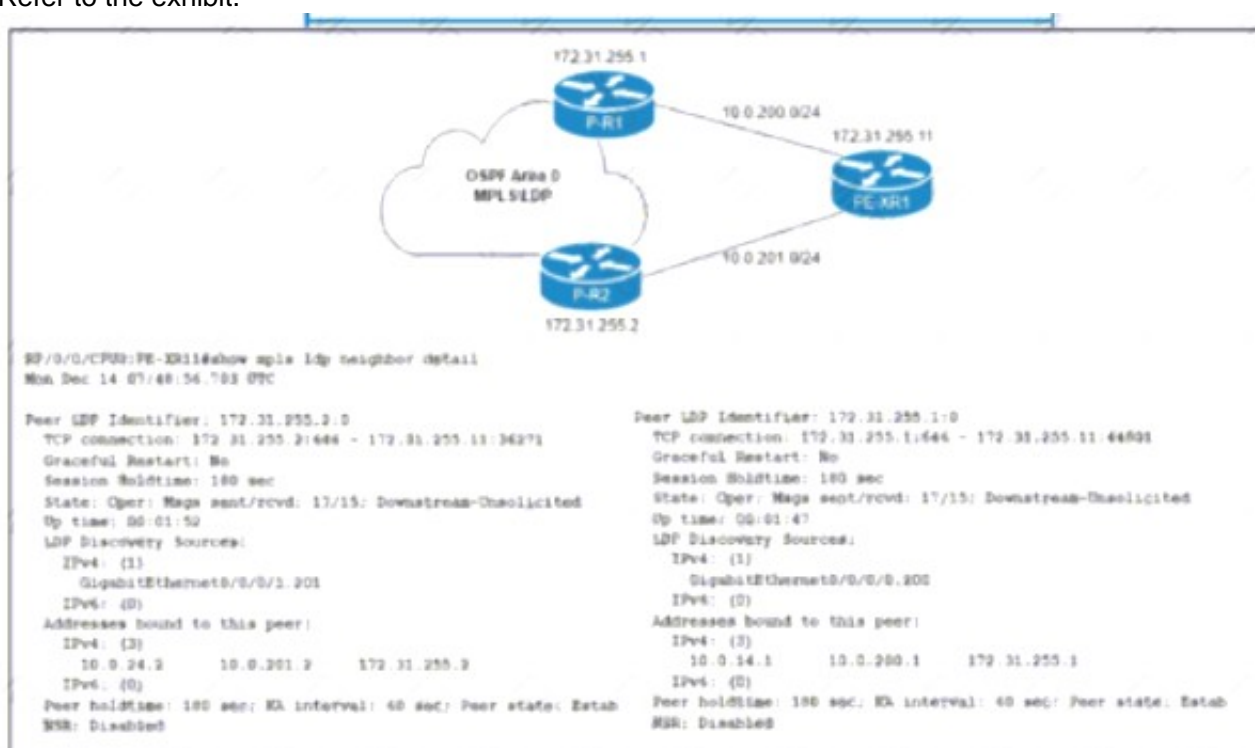 Refer to the exhibit.
172.31.255.1
P-R1
10.0.200.0/24
172.31.255.11
PE-XR1
OSPF Area 0
MPLS\LDP
10.0.201.0/24
P-R2
172.31.255.2
RP/0/0/CPU0:PE-XR11#show mpls ldp neighbor detail
Mon Dec 14 07:48:56.703 UTC
Peer LDP Identifier: 172.31.255.2:0
TCP connection: 172.31.255.2:646 - 172.31.255.11:36271
Graceful Restart: No
Session Holdtime: 180 sec
State: Oper; Msgs sent/rcvd: 17/15; Downstream-Unsolicited
Up time: 00:01:52
LDP Discovery Sources:
IPv4: (1)
GigabitEthernet0/0/0/1.201
IPv6: (0)
Addresses bound to this peer:
IPv4: (3)
10.0.24.2 10.0.201.2 172.31.255.2
IPv6: (0)
Peer holdtime: 180 sec; KA interval: 60 sec; Peer state: Estab
NSR: Disabled
Peer LDP Identifier: 172.31.255.1:0
TCP connection: 172.31.255.1:646 - 172.31.255.11:44801
Graceful Restart: No
Session Holdtime: 180 sec
State: Oper; Msgs sent/rcvd: 17/15; Downstream-Unsolicited
Up time: 00:01:47
LDP Discovery Sources:
IPv4: (1)
GigabitEthernet0/0/0/0.200
IPv6: (0)
Addresses bound to this peer:
IPv4: (3)
10.0.14.1 10.0.200.1 172.31.255.1
IPv6: (0)
Peer holdtime: 180 sec; KA interval: 60 sec; Peer state: Estab
NSR: Disabled